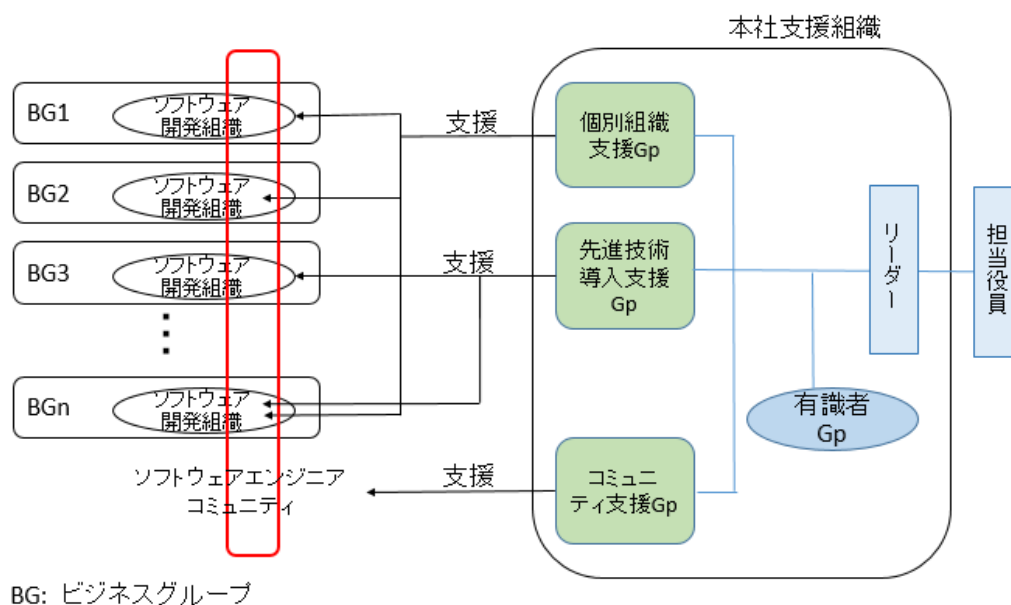 本社支援組織
BG1
ソフトウェア
開発組織
BG2
ソフトウェア
開発組織
BG3
ソフトウェア
開発組織
BGn
ソフトウェア
開発組織
ソフトウェアエンジニア
コミュニティ
支援
支援
支援
個別組織
支援Gp
先進技術
導入支援
Gp
コミュニ
ティ支援Gp
リーダー
担当役員
有識者
Gp
BG: ビジネスグループ